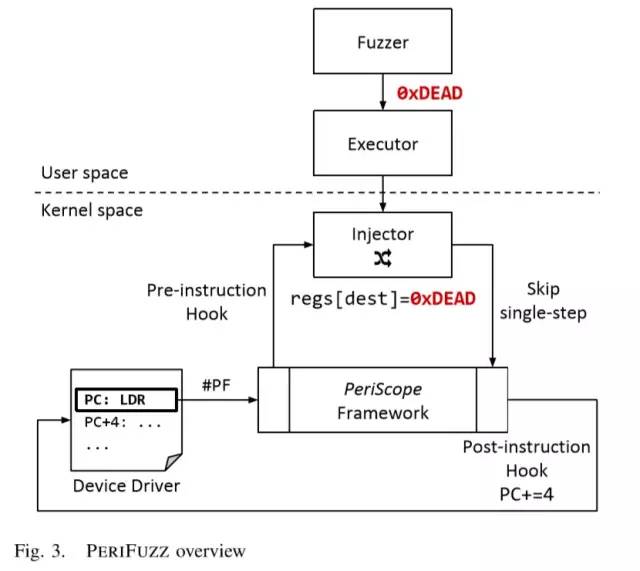 Fuzzer
0xDEAD
Executor
User space
Kernel space
Injector
Pre-instruction
Hook
regs[dest]=0xDEAD
Skip
single-step
#PF
PC: LDR
PC+4: ...
...
Device Driver
PeriScope
Framework
Post-instruction
Hook
PC+=4
Fig. 3. PERIFUZZ overview